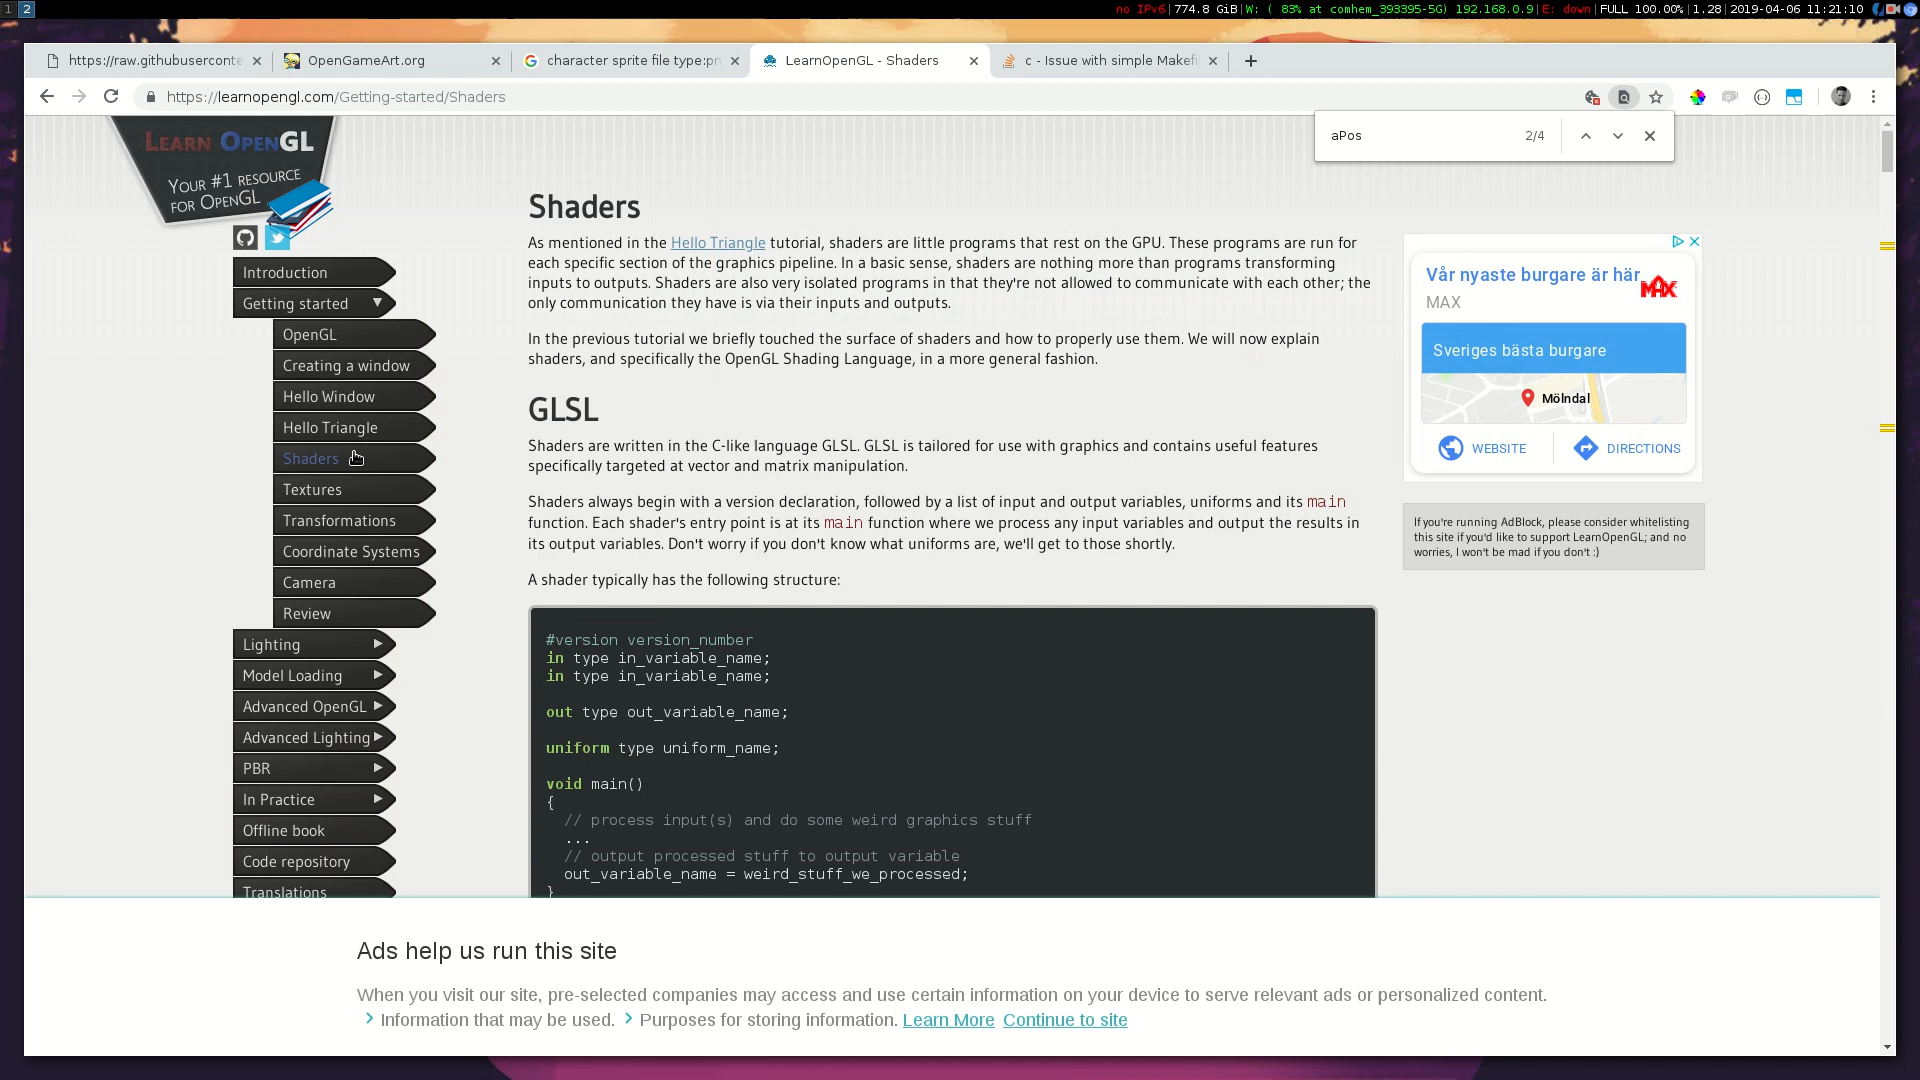 1 2
no IPv6|774.8 GiB|W: ( 83% at comhem_393395-5G) 192.168.0.9|E: down|FULL 100.00%|1.28|2019-04-06 11:21:10
https://raw.githubuserconte
OpenGameArt.org
character sprite file type:pn
LearnOpenGL - Shaders
c - Issue with simple Makefi
https://learnopengl.com/Getting-started/Shaders
aPos 2/4
LEARN OPENGL
YOUR #1 RESOURCE
FOR OPENGL
Introduction
Getting started
OpenGL
Creating a window
Hello Window
Hello Triangle
Shaders
Textures
Transformations
Coordinate Systems
Camera
Review
Lighting
Model Loading
Advanced OpenGL
Advanced Lighting
PBR
In Practice
Offline book
Code repository
Translations
Shaders
As mentioned in the Hello Triangle tutorial, shaders are little programs that rest on the GPU. These programs are run for
each specific section of the graphics pipeline. In a basic sense, shaders are nothing more than programs transforming
inputs to outputs. Shaders are also very isolated programs in that they're not allowed to communicate with each other; the
only communication they have is via their inputs and outputs.
In the previous tutorial we briefly touched the surface of shaders and how to properly use them. We will now explain
shaders, and specifically the OpenGL Shading Language, in a more general fashion.
GLSL
Shaders are written in the C-like language GLSL. GLSL is tailored for use with graphics and contains useful features
specifically targeted at vector and matrix manipulation.
Shaders always begin with a version declaration, followed by a list of input and output variables, uniforms and its main
function. Each shader's entry point is at its main function where we process any input variables and output the results in
its output variables. Don't worry if you don't know what uniforms are, we'll get to those shortly.
A shader typically has the following structure:
#version version_number
in type in_variable_name;
in type in_variable_name;
out type out_variable_name;
uniform type uniform_name;
void main()
{
// process input(s) and do some weird graphics stuff
...
// output processed stuff to output variable
out_variable_name = weird_stuff_we_processed;
}
Vår nyaste burgare är här
MAX
MAX
Sveriges bästa burgare
Mölndal
WEBSITE
DIRECTIONS
If you're running AdBlock, please consider whitelisting
this site if you'd like to support LearnOpenGL; and no
worries, I won't be mad if you don't :)
Ads help us run this site
When you visit our site, pre-selected companies may access and use certain information on your device to serve relevant ads or personalized content.
Information that may be used. Purposes for storing information. Learn More Continue to site